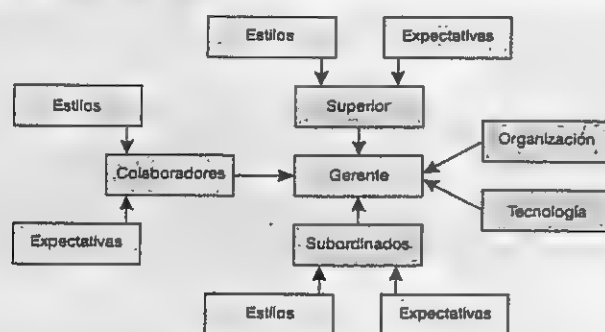 Estilos
Expectativas
Estilos
Superior
Organización
Colaboradores
Gerente
Tecnología
Expectativas
Subordinados
Estilos
Expectativas